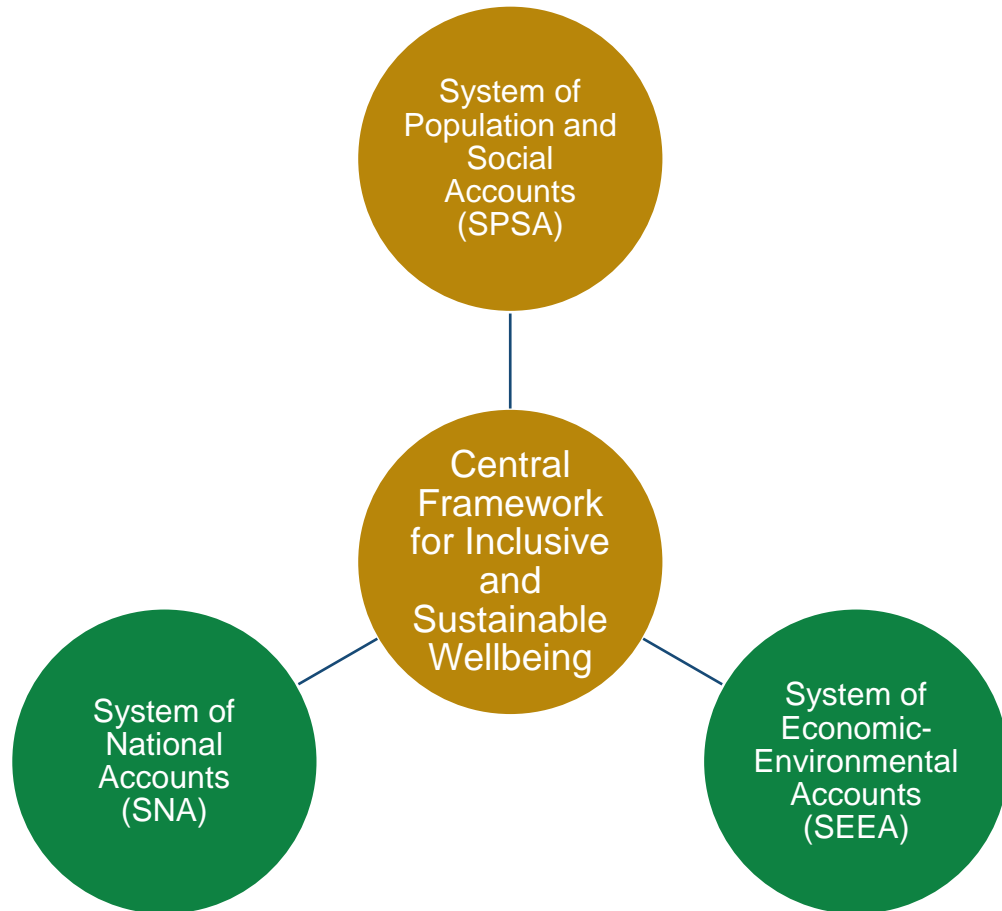 System of
Population and
Social
Accounts
(SPSA)
Central
Framework
for Inclusive
and
Sustainable
Wellbeing
System of
National
Accounts
(SNA)
System of
Economic-
Environmental
Accounts
(SEEA)